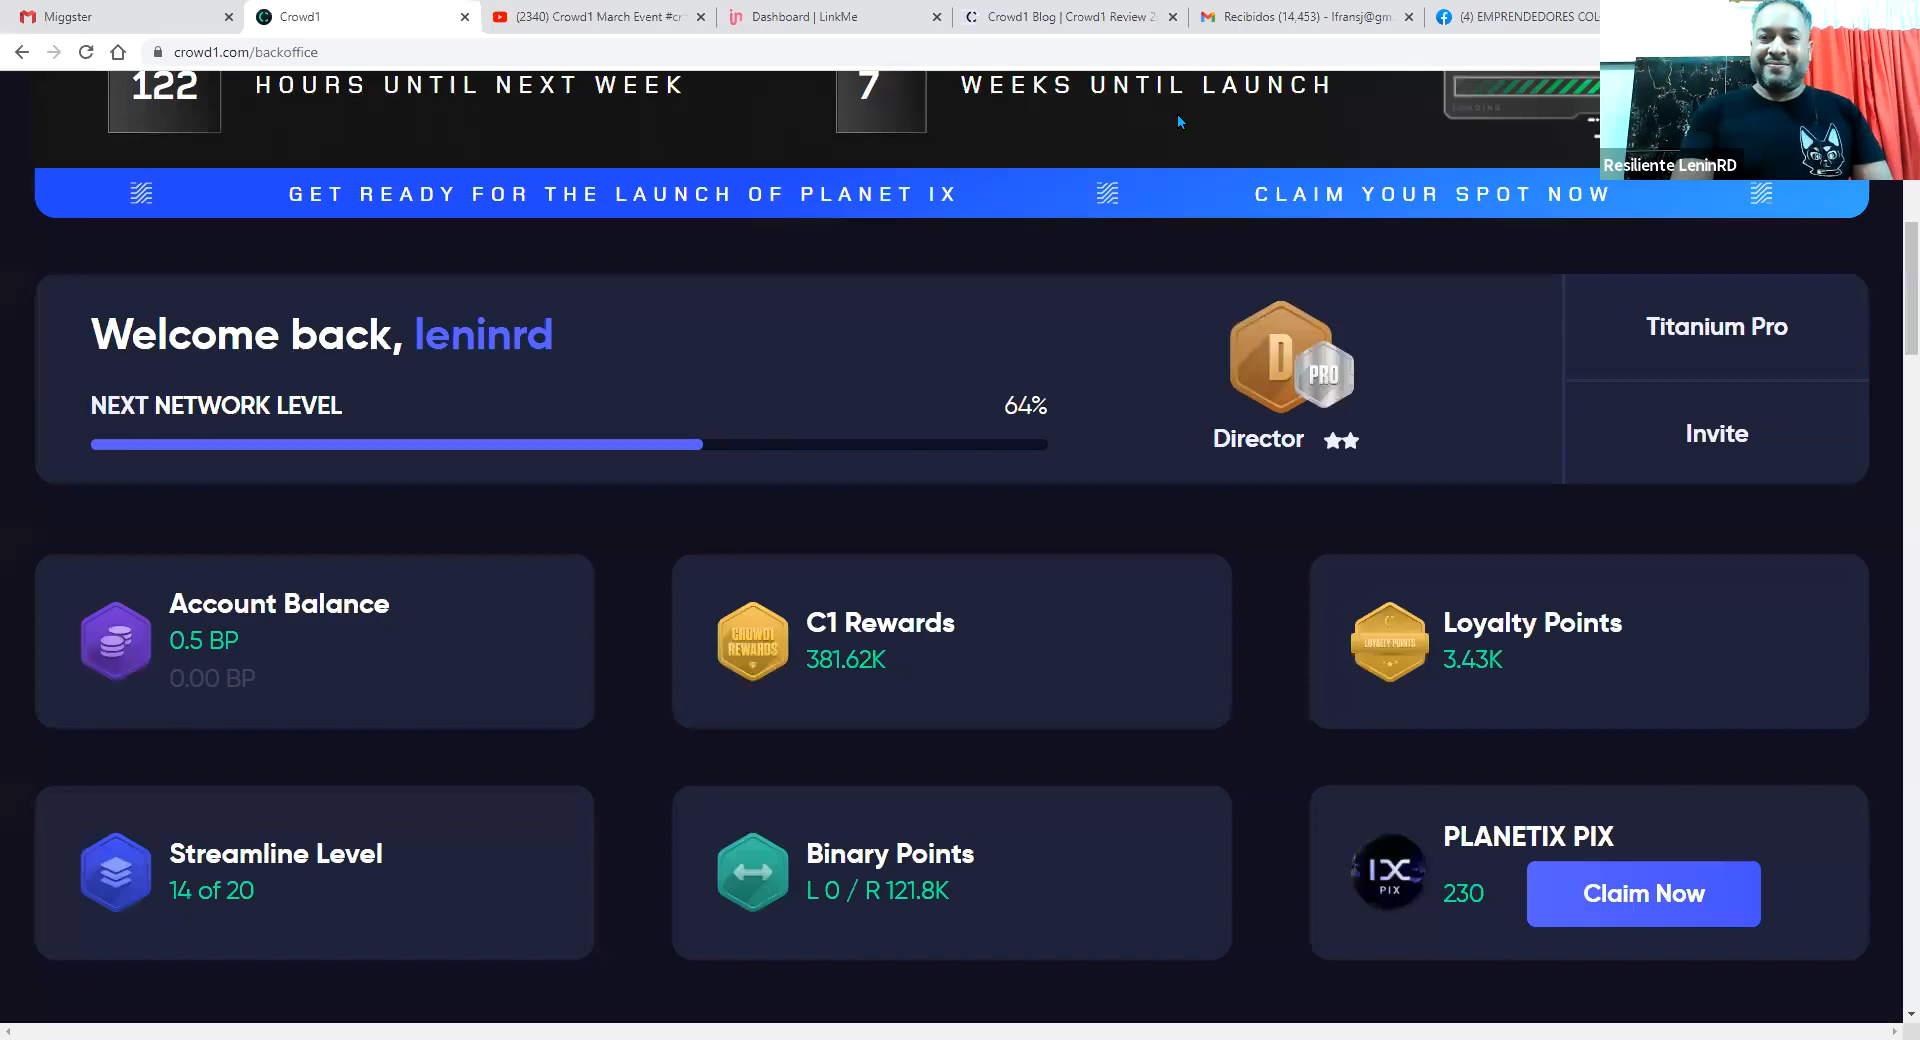 Miggster
Crowd1
(2340) Crowd1 March Event #cr
Dashboard | LinkMe
Crowd1 Blog | Crowd1 Review 2
Recibidos (14,453) - lfransj@gm
(4) EMPRENDEDORES COL
crowd1.com/backoffice
122
HOURS UNTIL NEXT WEEK
7
WEEKS UNTIL LAUNCH
Resiliente LeninRD
GET READY FOR THE LAUNCH OF PLANET IX
CLAIM YOUR SPOT NOW
Welcome back, leninrd
NEXT NETWORK LEVEL
64%
D
PRO
Director
Titanium Pro
Invite
Account Balance
0.5 BP
0.00 BP
CROWD1
REWARDS
C1 Rewards
381.62K
LOYALTY POINTS
Loyalty Points
3.43K
Streamline Level
14 of 20
Binary Points
L 0 / R 121.8K
IX
PIX
PLANETIX PIX
230
Claim Now